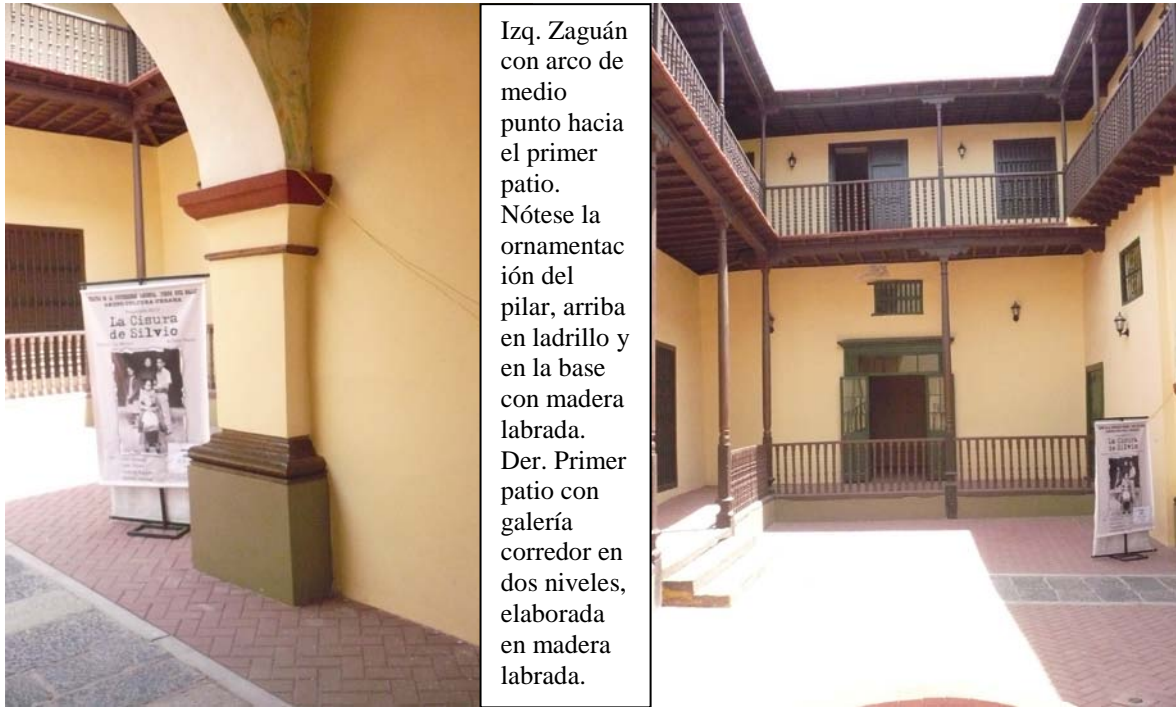 Izq. Zaguán
con arco de
medio
punto hacia
el primer
patio.
Nótese la
ornamentac
ión del
pilar, arriba
en ladrillo y
en la base
con madera
labrada.
Der. Primer
patio con
galería
corredor en
dos niveles,
elaborada
en madera
labrada.
La Cisura
de Silvio
La Cisura
de Silvio